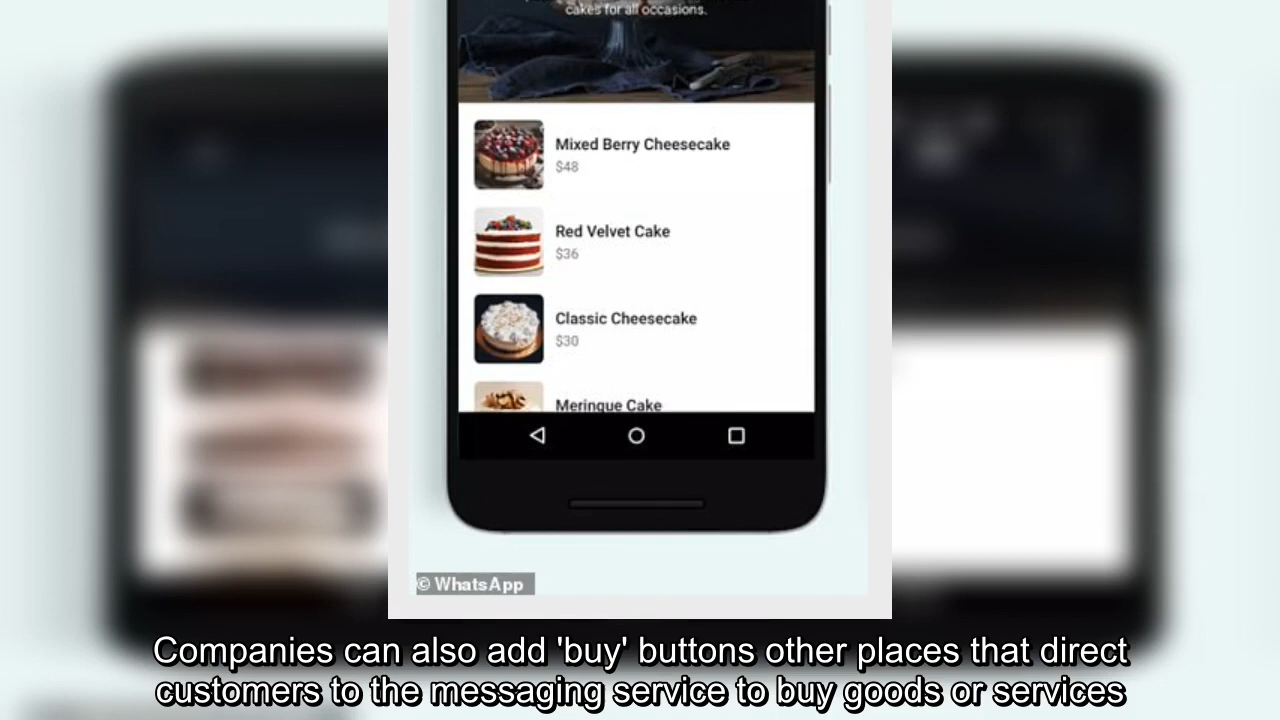 cakes for all occasions.
Mixed Berry Cheesecake
$48
Red Velvet Cake
$36
Classic Cheesecake
$30
Meringue Cake
© WhatsApp
Companies can also add 'buy' buttons other places that direct
customers to the messaging service to buy goods or services